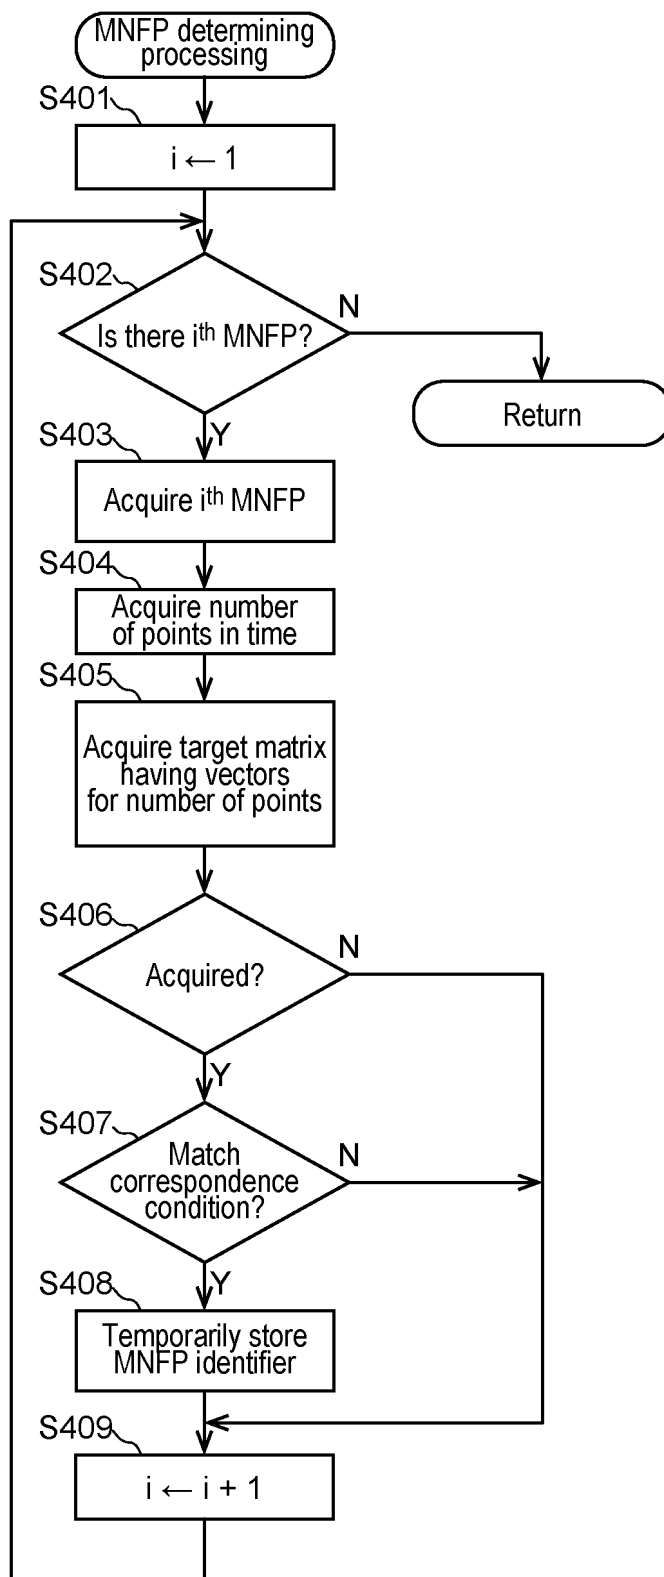 MNFP determining
processing
S401
i ← 1
S402
Is there iᵗʰ MNFP?
N
Return
Y
S403
Acquire iᵗʰ MNFP
S404
Acquire number
of points in time
S405
Acquire target matrix
having vectors
for number of points
S406
Acquired?
N
Y
S407
Match
correspondence
condition?
N
Y
S408
Temporarily store
MNFP identifier
S409
i ← i + 1